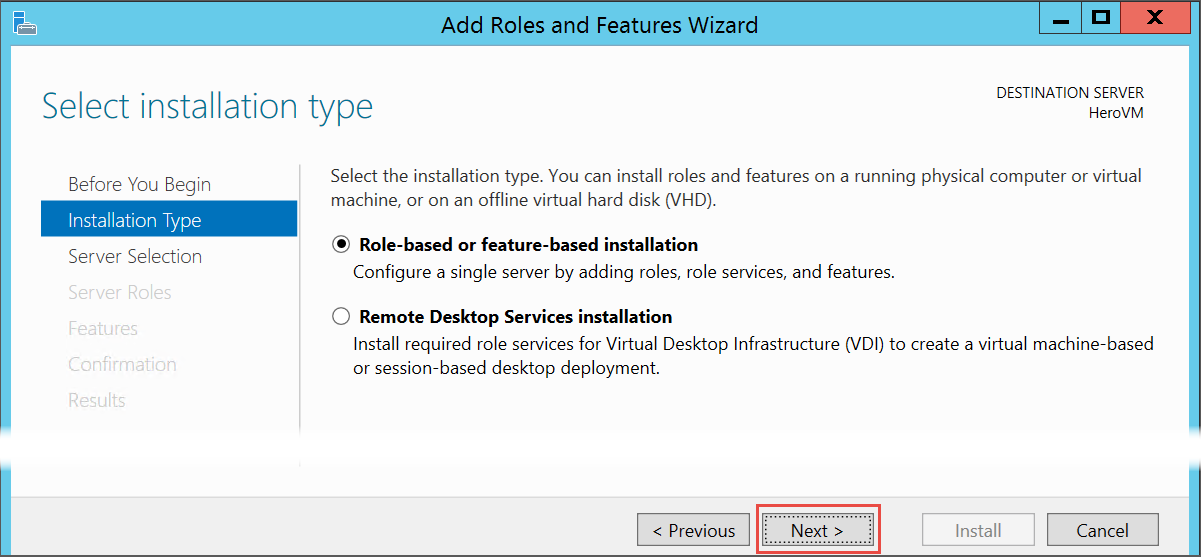 Add Roles and Features Wizard
Select installation type
DESTINATION SERVER
HeroVM
Before You Begin
Installation Type
Server Selection
Server Roles
Features
Confirmation
Results
Select the installation type. You can install roles and features on a running physical computer or virtual
machine, or on an offline virtual hard disk (VHD).
Role-based or feature-based installation
Configure a single server by adding roles, role services, and features.
Remote Desktop Services installation
Install required role services for Virtual Desktop Infrastructure (VDI) to create a virtual machine-based
or session-based desktop deployment.
< Previous
Next >
Install
Cancel